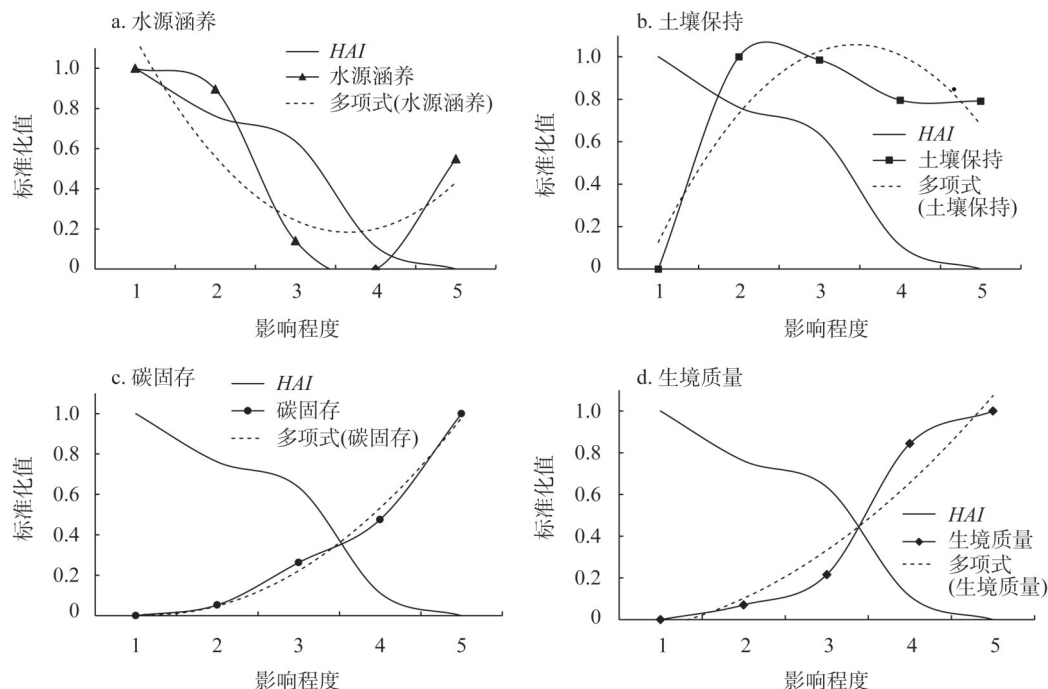 a. 水源涵养
HAI
水源涵养
多项式(水源涵养)
1.0
0.8
0.6
0.4
0.2
0
标准化值
1 2 3 4 5
影响程度
b. 土壤保持
1.0
0.8
0.6
0.4
0.2
0
标准化值
HAI
土壤保持
多项式
(土壤保持)
1 2 3 4 5
影响程度
c. 碳固存
HAI
碳固存
多项式(碳固存)
1.0
0.8
0.6
0.4
0.2
0
标准化值
1 2 3 4 5
影响程度
d. 生境质量
1.0
0.8
0.6
0.4
0.2
0
标准化值
HAI
生境质量
多项式
(生境质量)
1 2 3 4 5
影响程度